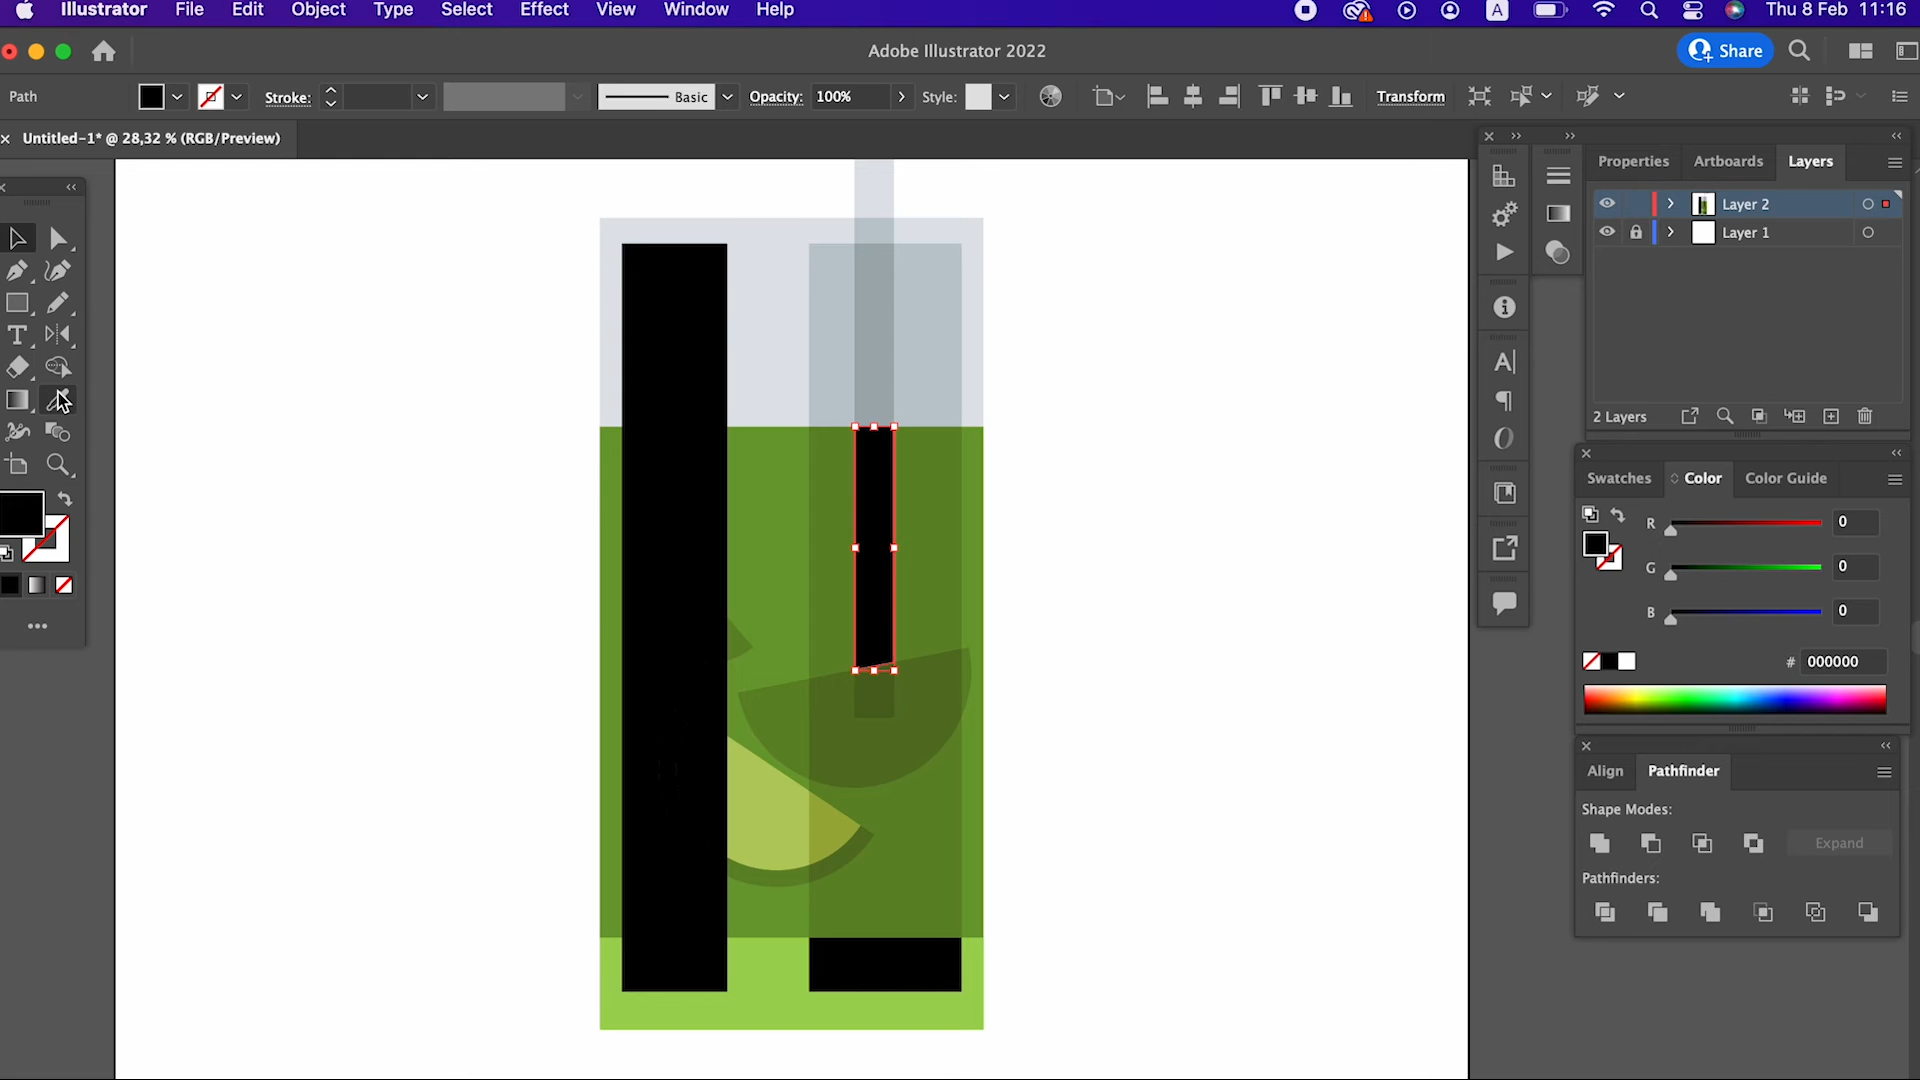 Illustrator File Edit Object Type Select Effect View Window Help A Thu 8 Feb 11:16
Adobe Illustrator 2022
Share
Path Stroke: Basic Opacity: 100% Style: Transform
Untitled-1* @ 28,32 % (RGB/Preview)
Properties Artboards Layers
Layer 2
Layer 1
2 Layers
Swatches Color Color Guide
R 0
G 0
B 0
# 000000
Align Pathfinder
Shape Modes:
Expand
Pathfinders: